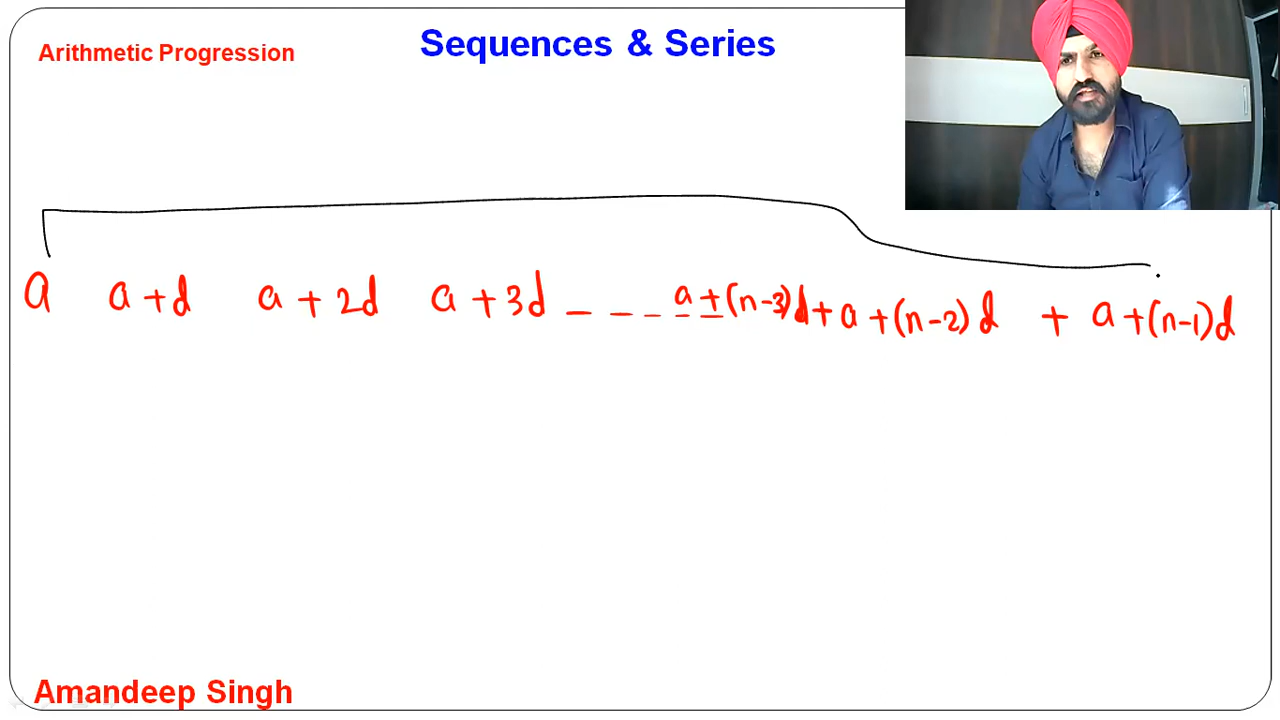 Sequences & Series
Arithmetic Progression
a a+d a+2d a+3d _ _ _ _ _ a+(n-3)d+a+(n-2)d + a+(n-1)d
Amandeep Singh